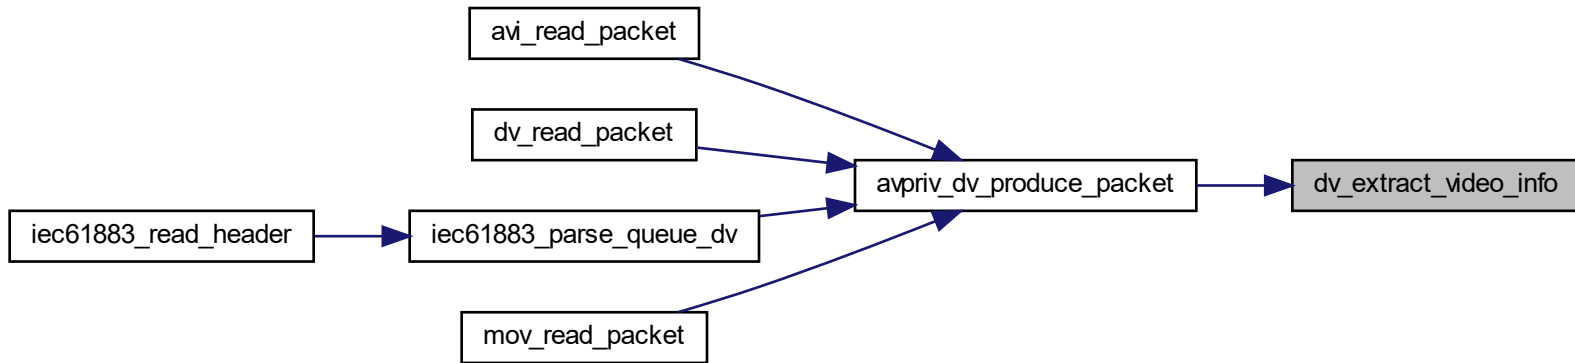 avi_read_packet
dv_read_packet
avpriv_dv_produce_packet
dv_extract_video_info
iec61883_read_header
iec61883_parse_queue_dv
mov_read_packet